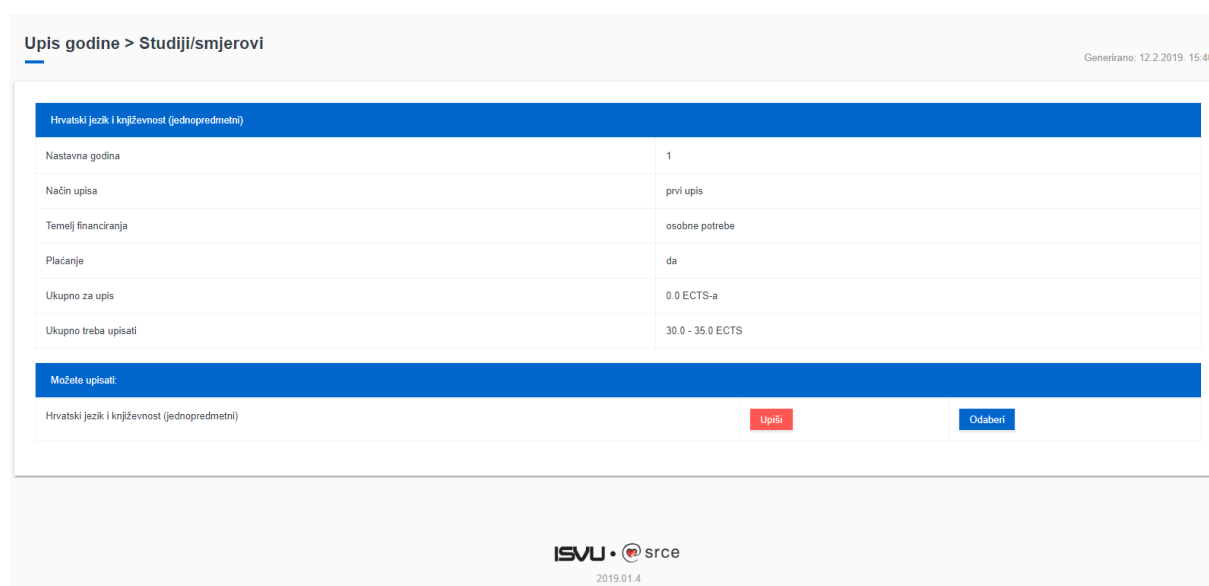 Upis godine > Studiji/smjerovi
Generirano: 12.2.2019. 15:40
Hrvatski jezik i književnost (jednopredmetni)
Nastavna godina 1
Način upisa prvi upis
Temelj financiranja osobne potrebe
Plaćanje da
Ukupno za upis 0.0 ECTS-a
Ukupno treba upisati 30.0 - 35.0 ECTS
Možete upisati:
Hrvatski jezik i književnost (jednopredmetni) Upiši Odaberi
ISVU • srce
2019.01.4